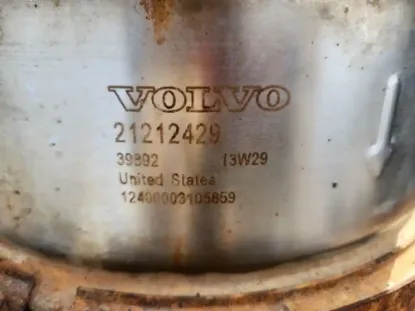 VOLVO
21212429
39892 13W29
United States
12400003105859